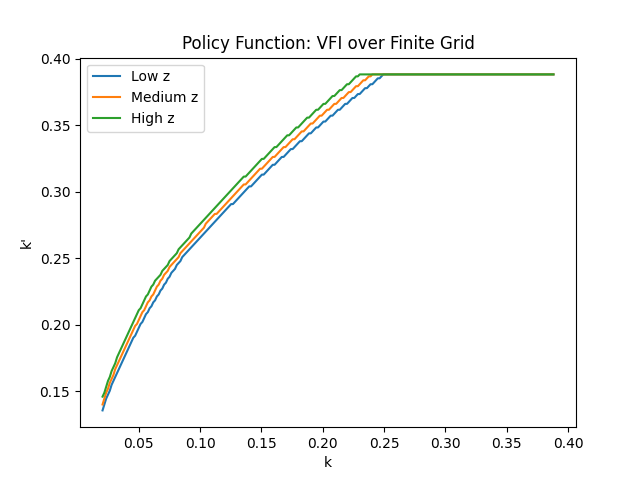 Policy Function: VFI over Finite Grid
0.40
0.35
0.30
0.25
0.20
0.15
k'
Low z
Medium z
High z
0.05 0.10 0.15 0.20 0.25 0.30 0.35 0.40
k